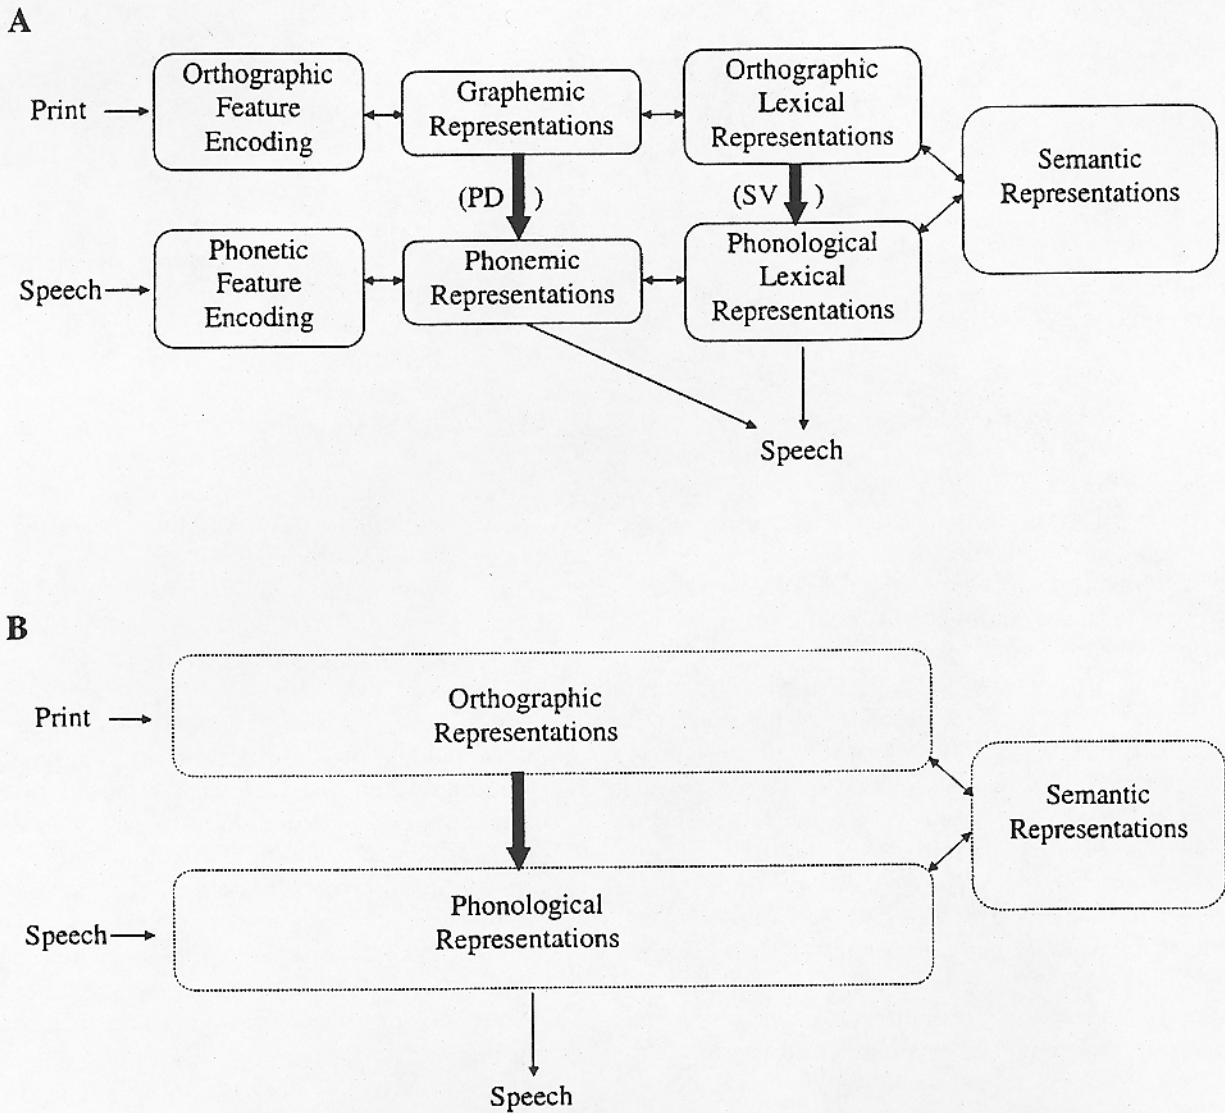 A
Print
Orthographic
Feature
Encoding
Graphemic
Representations
Orthographic
Lexical
Representations
Semantic
Representations
(PD )
(SV )
Speech
Phonetic
Feature
Encoding
Phonemic
Representations
Phonological
Lexical
Representations
Speech
B
Print
Orthographic
Representations
Semantic
Representations
Speech
Phonological
Representations
Speech